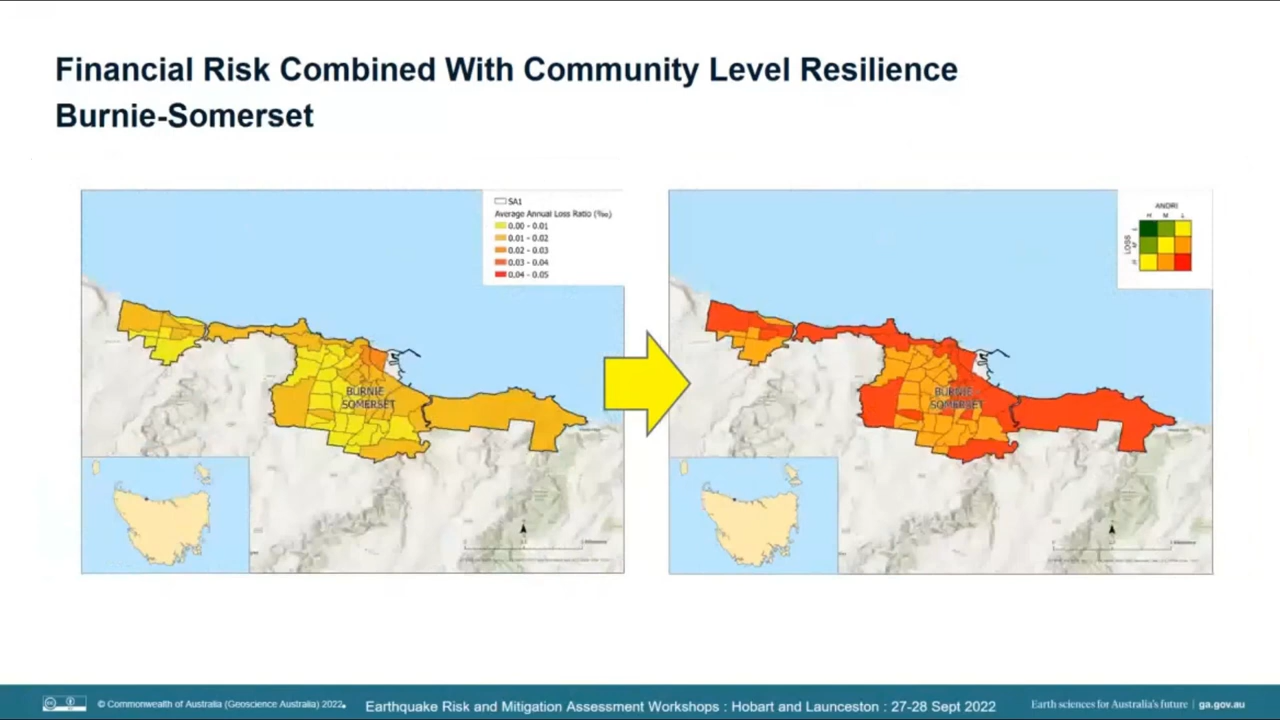 Financial Risk Combined With Community Level Resilience
Burnie-Somerset
SA1
Average Annual Loss Ratio (‱)
0.00 - 0.01
0.01 - 0.02
0.02 - 0.03
0.03 - 0.04
0.04 - 0.05
BURNIE
SOMERSET
ANDRI
H M L
LOSS
L
M
H
BURNIE
SOMERSET
© Commonwealth of Australia (Geoscience Australia) 2022.
Earthquake Risk and Mitigation Assessment Workshops : Hobart and Launceston : 27-28 Sept 2022
Earth sciences for Australia's future | ga.gov.au